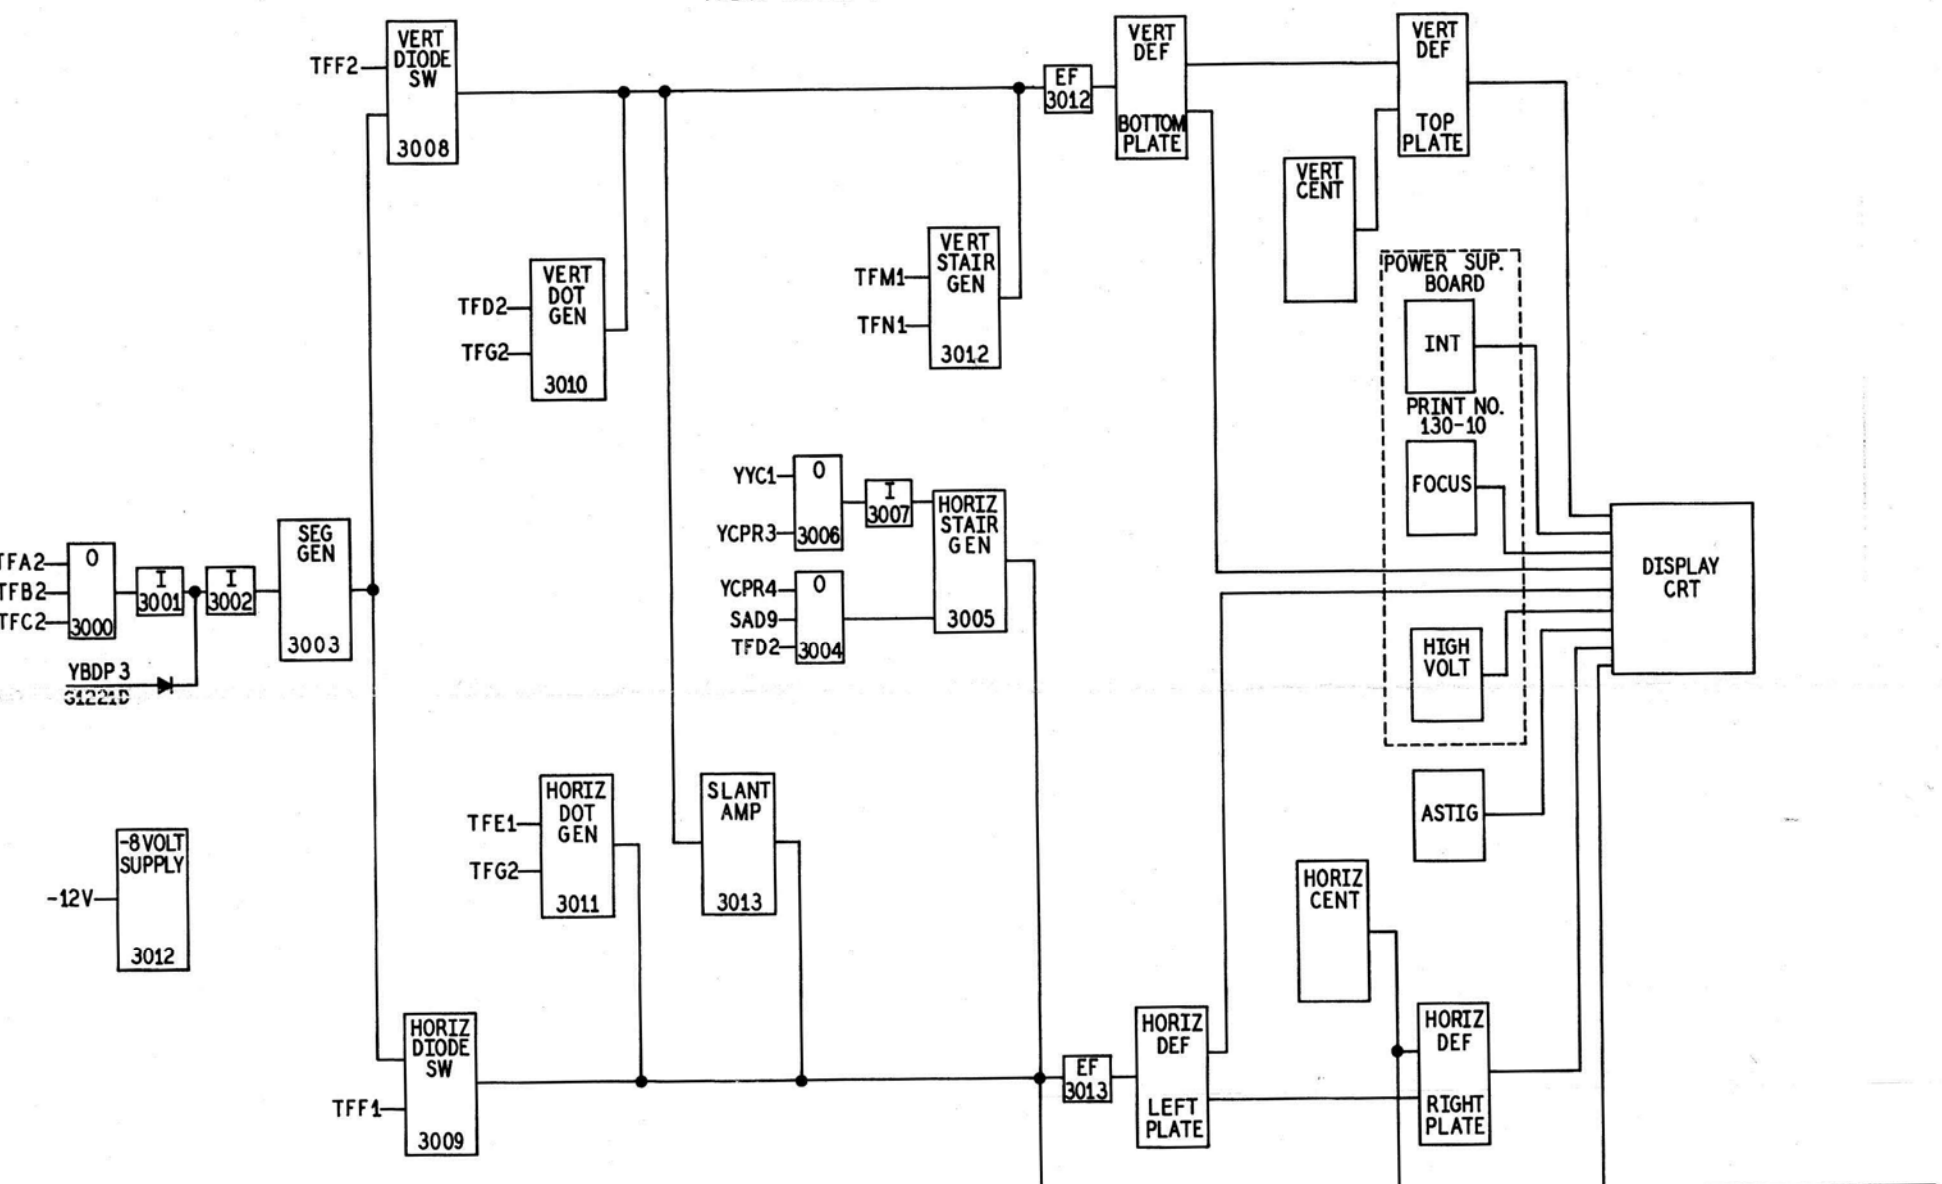 VERT
DIODE
SW
3008
TFF2
VERT
DOT
GEN
3010
TFD2
TFG2
VERT
STAIR
GEN
3012
TFM1
TFN1
EF
3012
VERT
DEF
BOTTOM
PLATE
VERT
DEF
TOP
PLATE
VERT
CENT
POWER SUP.
BOARD
INT
PRINT NO.
130-10
FOCUS
HIGH
VOLT
DISPLAY
CRT
ASTIG
YYC1
YCPR3
O
3006
I
3007
HORIZ
STAIR
GEN
3005
YCPR4
SAD9
TFD2
O
3004
TFA2
TFB2
TFC2
O
3000
I
3001
I
3002
SEG
GEN
3003
YBDP3
G1221D
-8VOLT
SUPPLY
3012
-12V
HORIZ
DOT
GEN
3011
TFE1
TFG2
SLANT
AMP
3013
HORIZ
CENT
HORIZ
DIODE
SW
3009
TFF1
EF
3013
HORIZ
DEF
LEFT
PLATE
HORIZ
DEF
RIGHT
PLATE